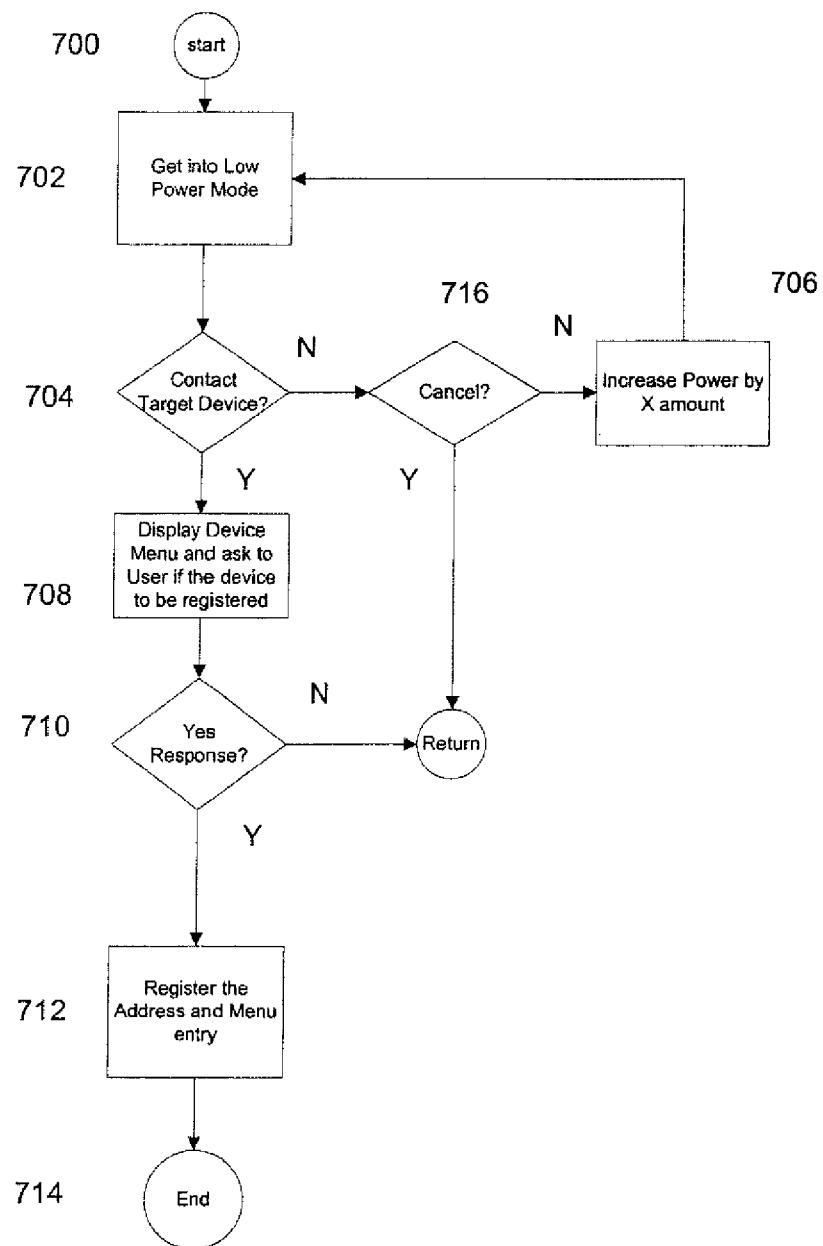 700
start
702
Get into Low
Power Mode
716
706
704
Contact
Target Device?
N
Cancel?
N
Increase Power by
X amount
Y
Y
708
Display Device
Menu and ask to
User if the device
to be registered
710
Yes
Response?
N
Return
Y
712
Register the
Address and Menu
entry
714
End